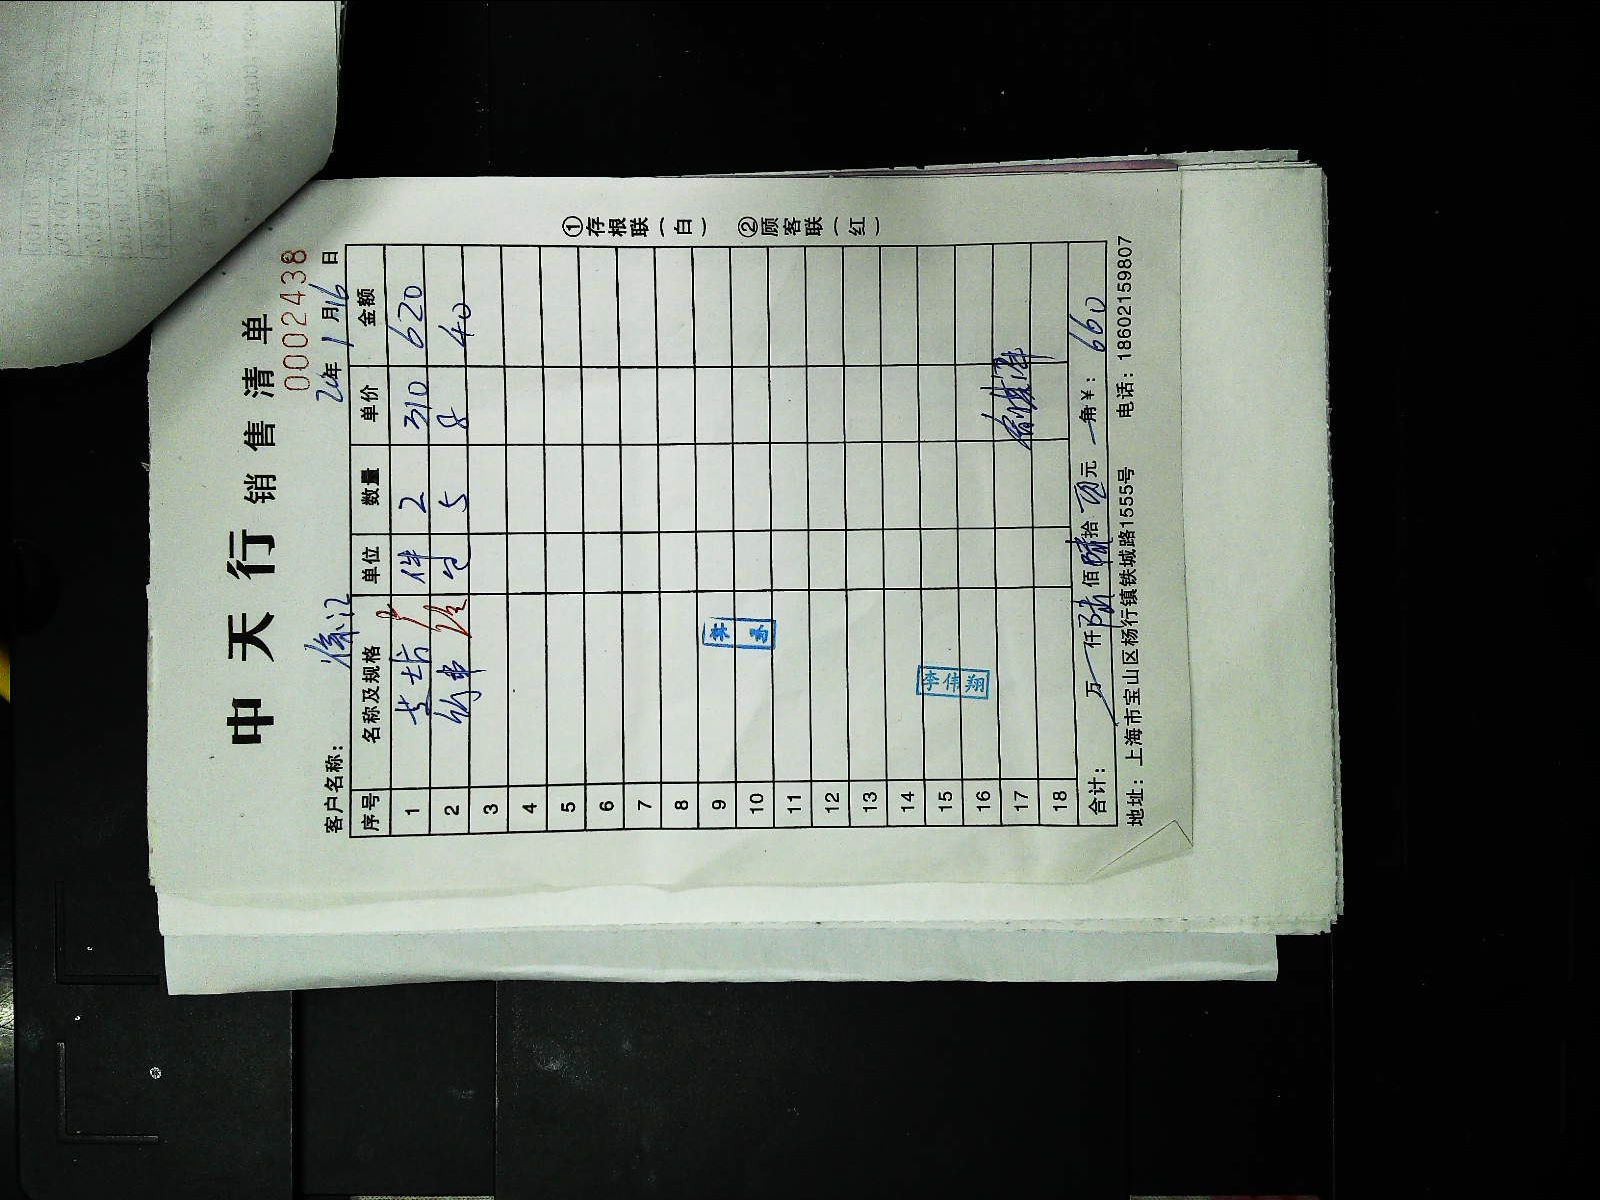 中天行销售清单
0002438
客户名称： 年1月16日
序号 名称及规格 单位 数量 单价 金额
1 件 2 310 620
2 5 8 40
3
4
5
6
7
8
9
10
11
12
13
14
15 李伟翔
16
17
18
合计： 万 仟 陆 佰 陆 拾 元 角 ¥： 660
地址：上海市宝山区杨行镇铁城路1555号 电话：18602159807
①存根联（白） ②顾客联（红）